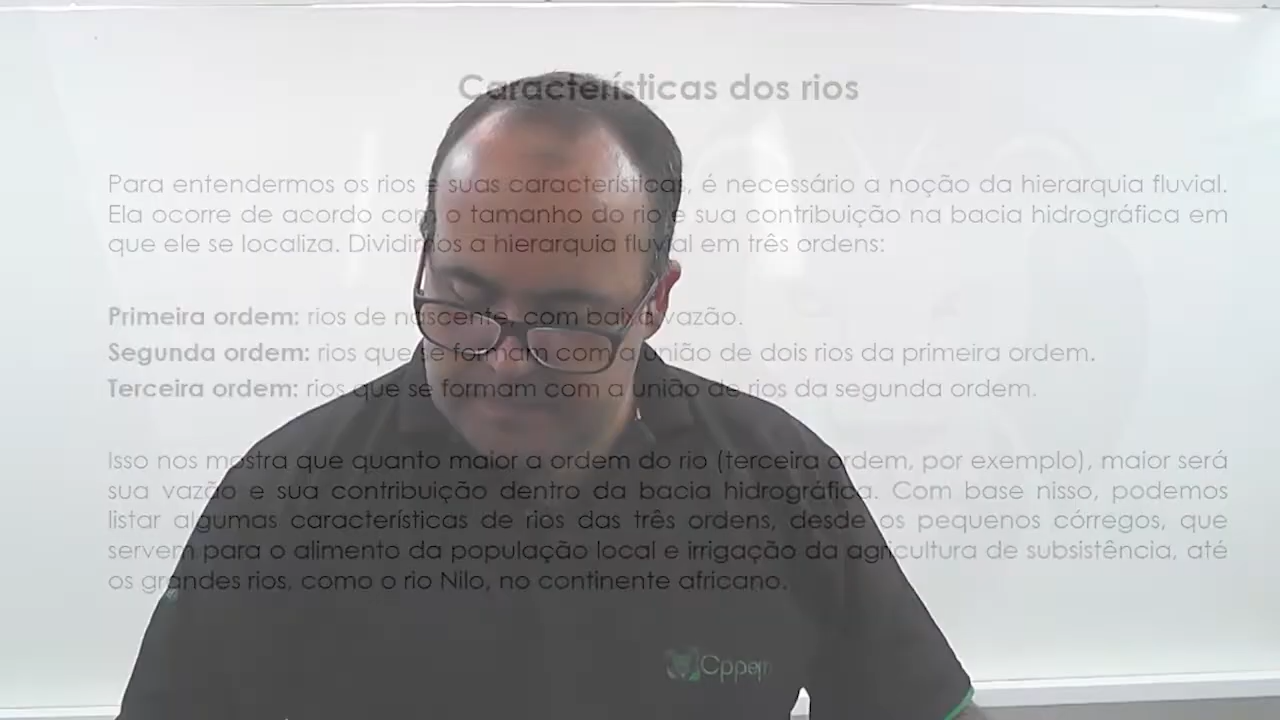 Características dos rios
Para entendermos os rios e suas características, é necessário a noção da hierarquia fluvial.
Ela ocorre de acordo com o tamanho do rio e sua contribuição na bacia hidrográfica em
que ele se localiza. Dividimos a hierarquia fluvial em três ordens:
Primeira ordem: rios de nascente, com baixa vazão.
Segunda ordem: rios que se formam com a união de dois rios da primeira ordem.
Terceira ordem: rios que se formam com a união de rios da segunda ordem.
Isso nos mostra que quanto maior a ordem do rio (terceira ordem, por exemplo), maior será
sua vazão e sua contribuição dentro da bacia hidrográfica. Com base nisso, podemos
listar algumas características de rios das três ordens, desde os pequenos córregos, que
servem para o alimento da população local e irrigação da agricultura de subsistência, até
os grandes rios, como o rio Nilo, no continente africano.
Cppem